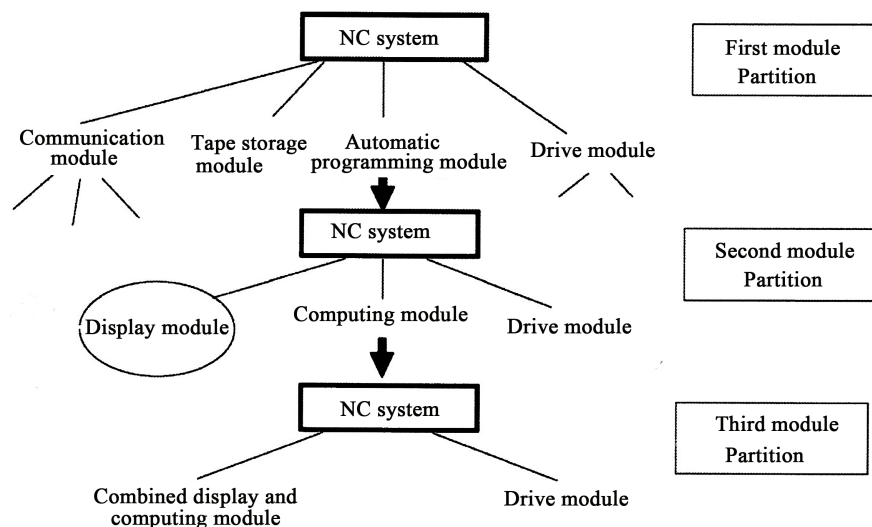 NC system
First module
Partition
Communication
module
Tape storage
module
Automatic
programming module
Drive module
NC system
Second module
Partition
Display module
Computing module
Drive module
NC system
Third module
Partition
Combined display and
computing module
Drive module